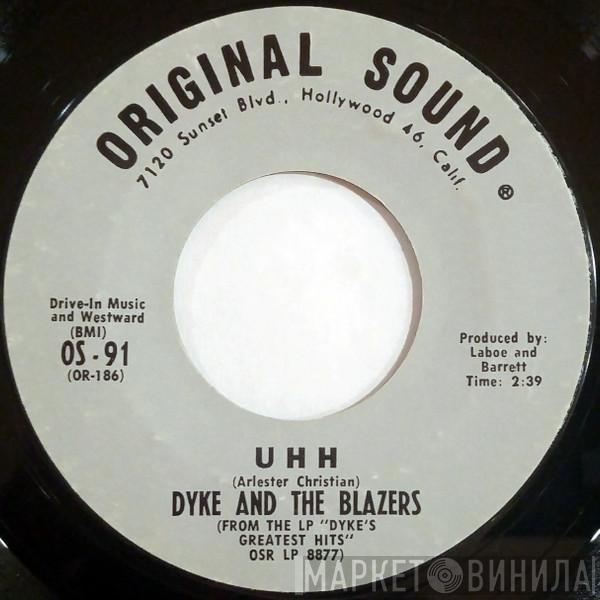 ORIGINAL SOUND®
7120 Sunset Blvd., Hollywood 46, Calif.
Drive-In Music
and Westward
(BMI)
OS-91
(OR-186)
Produced by:
Laboe and
Barrett
Time: 2:39
UHH
(Arlester Christian)
DYKE AND THE BLAZERS
(FROM THE LP "DYKE'S
GREATEST HITS"
OSR LP 8877)
МАРКЕТ ВИНИЛА